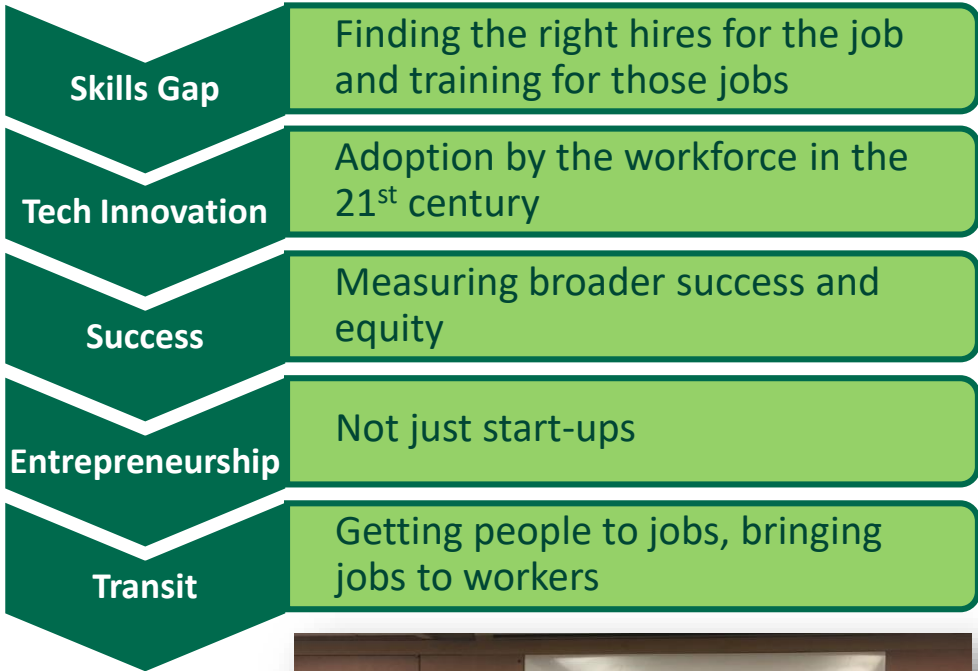 Skills Gap
Finding the right hires for the job
and training for those jobs
Tech Innovation
Adoption by the workforce in the
21st century
Success
Measuring broader success and
equity
Entrepreneurship
Not just start-ups
Transit
Getting people to jobs, bringing
jobs to workers